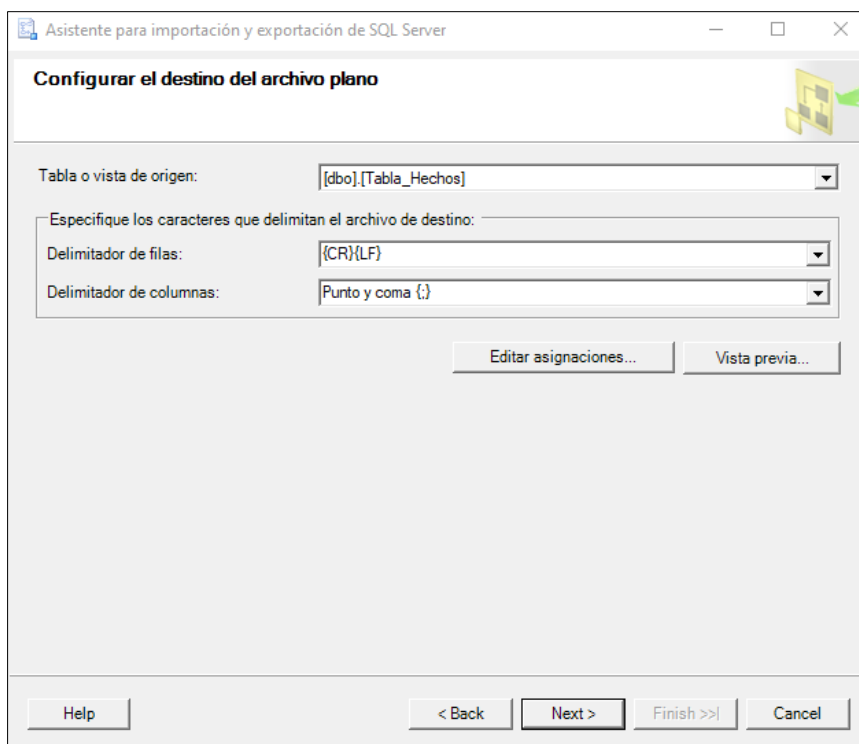 Asistente para importación y exportación de SQL Server
Configurar el destino del archivo plano
Tabla o vista de origen: [dbo].[Tabla_Hechos]
Especifique los caracteres que delimitan el archivo de destino:
Delimitador de filas: {CR}{LF}
Delimitador de columnas: Punto y coma {;}
Editar asignaciones... Vista previa...
Help < Back Next > Finish >>| Cancel